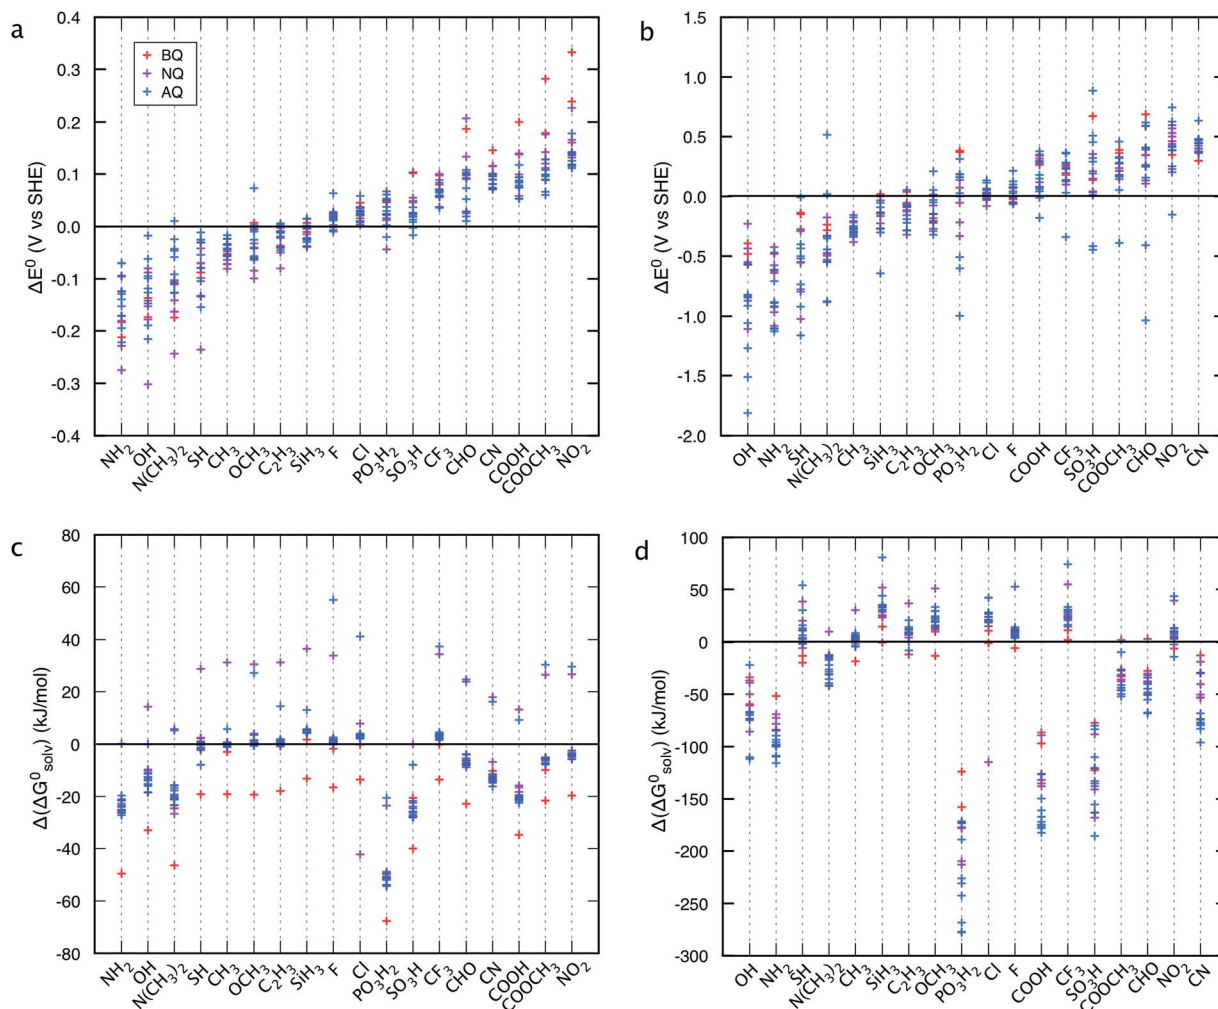 a
ΔE⁰ (V vs SHE)
0.4
0.3
0.2
0.1
0.0
-0.1
-0.2
-0.3
-0.4
BQ
NQ
AQ
NH₂
OH
N(CH₃)₂
SH
CH₃
OCH₃
C₂H₃
SiH₃
F
Cl
PO₃H₂
SO₃H
CF₃
CHO
CN
COOH
COOCH₃
NO₂
b
ΔE⁰ (V vs SHE)
1.5
1.0
0.5
0.0
-0.5
-1.0
-1.5
-2.0
OH
NH₂
SH
N(CH₃)₂
CH₃
SiH₃
C₂H₃
OCH₃
PO₃H₂
Cl
F
COOH
CF₃
SO₃H
COOCH₃
CHO
NO₂
CN
c
Δ(ΔG⁰solv) (kJ/mol)
80
60
40
20
0
-20
-40
-60
-80
NH₂
OH
N(CH₃)₂
SH
CH₃
OCH₃
C₂H₃
SiH₃
F
Cl
PO₃H₂
SO₃H
CF₃
CHO
CN
COOH
COOCH₃
NO₂
d
Δ(ΔG⁰solv) (kJ/mol)
100
50
0
-50
-100
-150
-200
-250
-300
OH
NH₂
SH
N(CH₃)₂
CH₃
SiH₃
C₂H₃
OCH₃
PO₃H₂
Cl
F
COOH
CF₃
SO₃H
COOCH₃
CHO
NO₂
CN